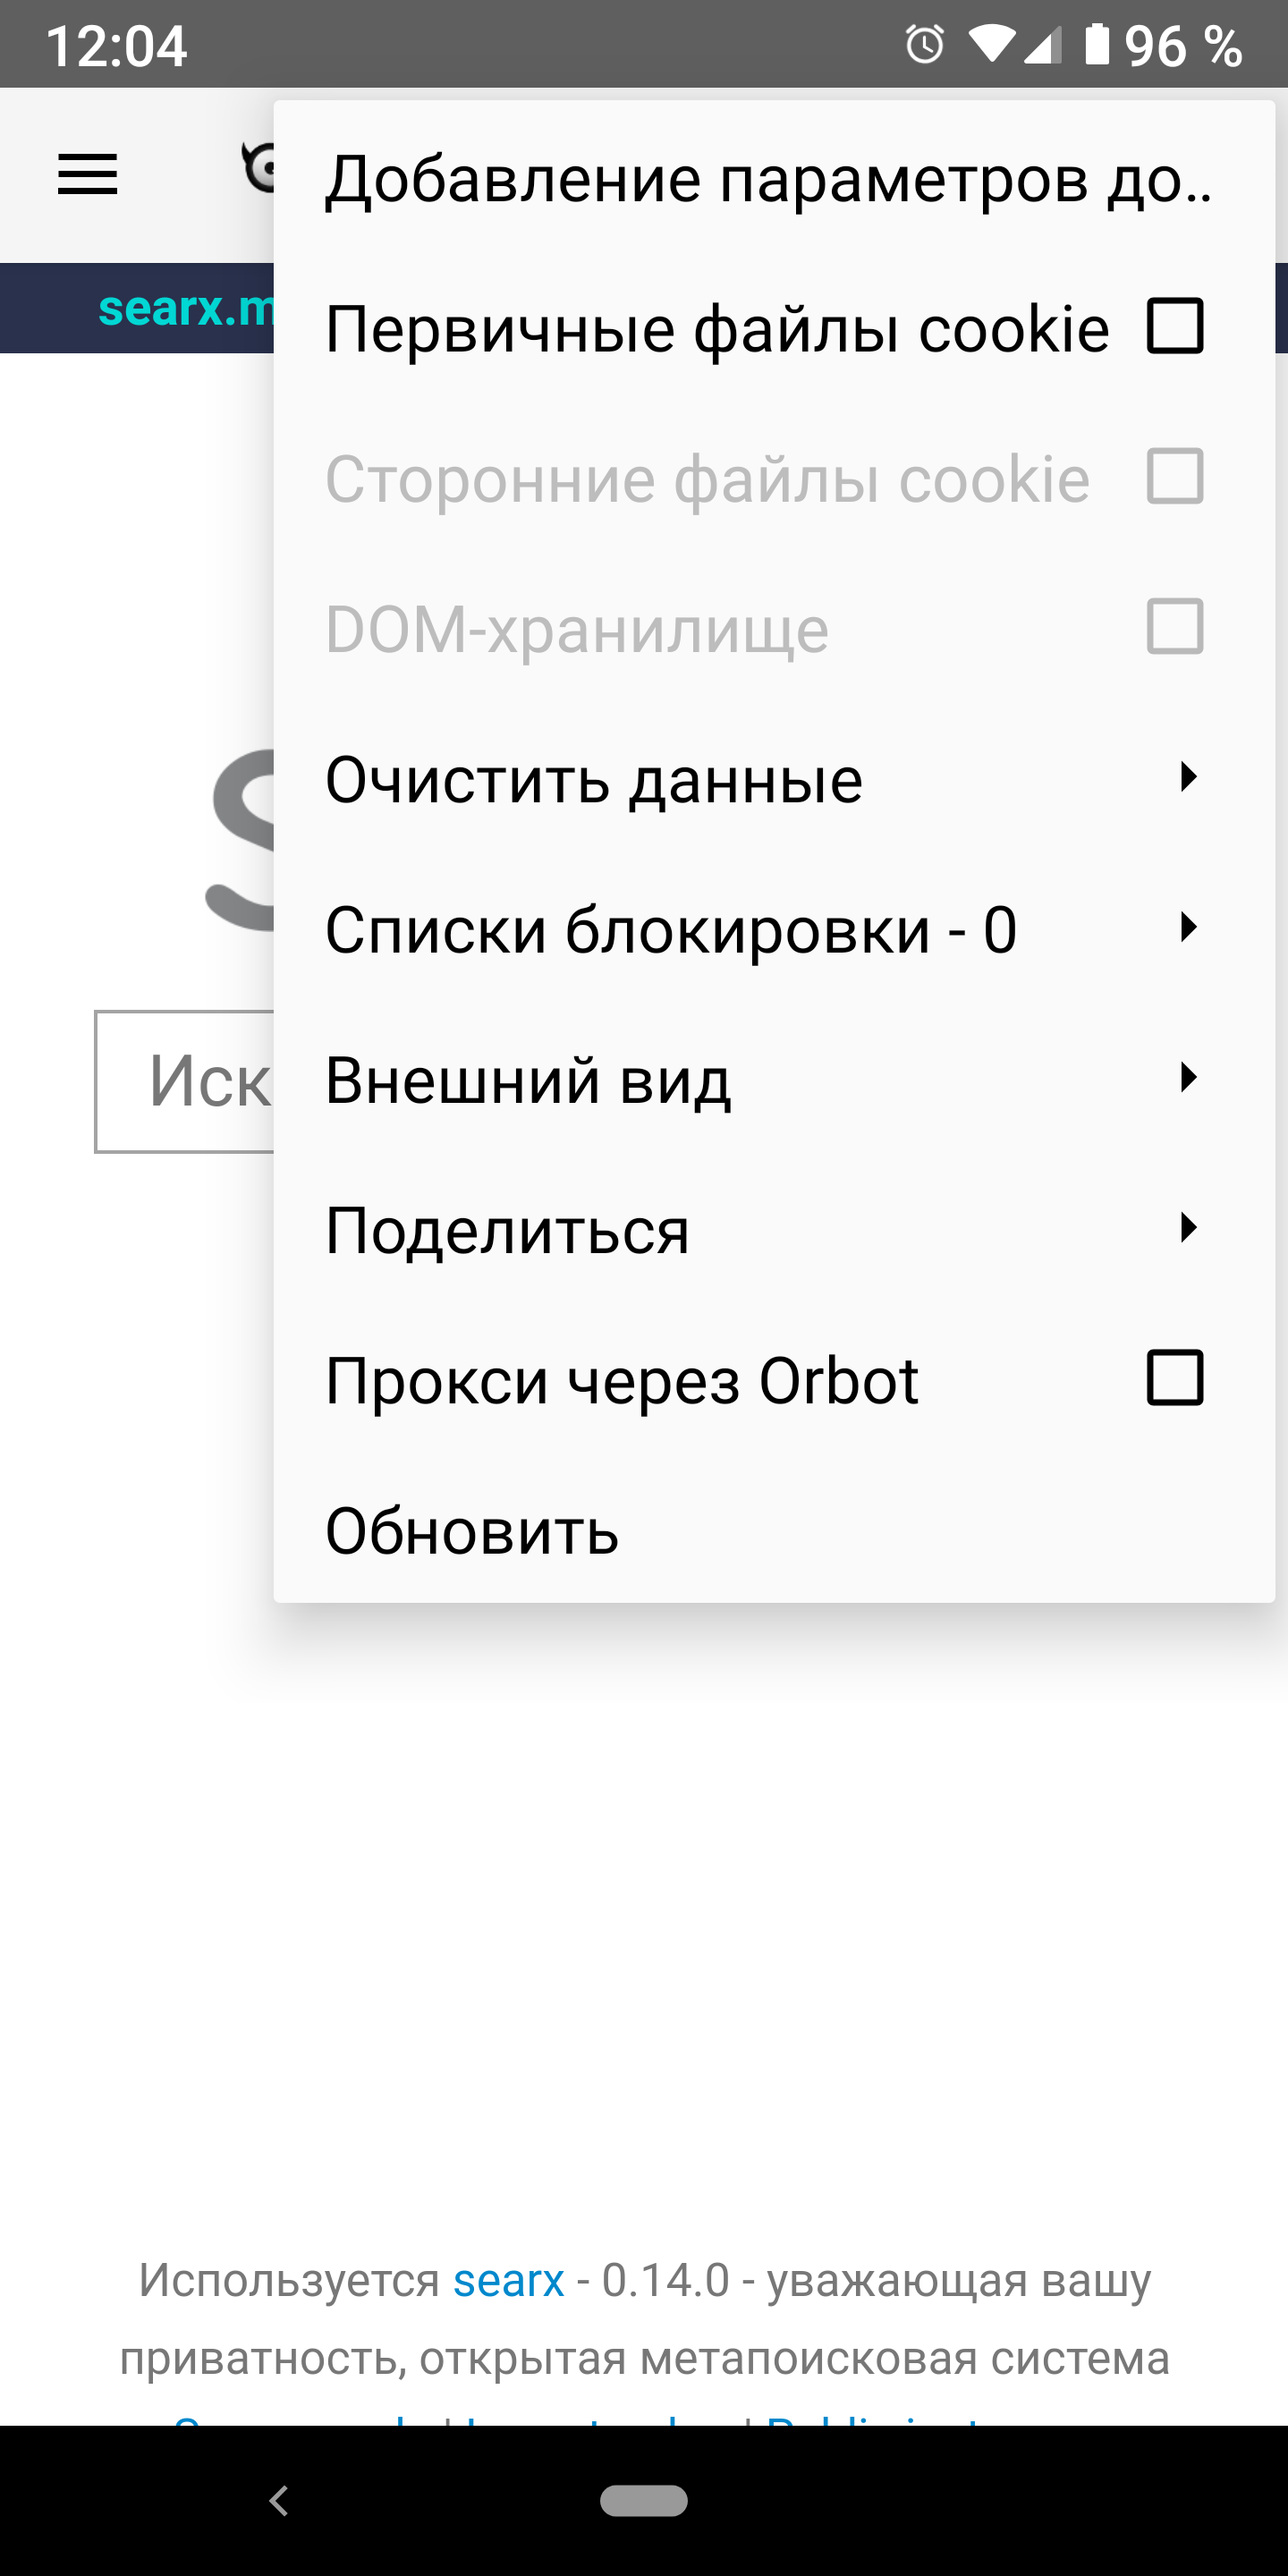 12:04
96 %
Добавление параметров до..
searx.m
Первичные файлы cookie
Сторонние файлы cookie
DOM-хранилище
Очистить данные
Списки блокировки - 0
Иск
Внешний вид
Поделиться
Прокси через Orbot
Обновить
Используется searx - 0.14.0 - уважающая вашу
приватность, открытая метапоисковая система